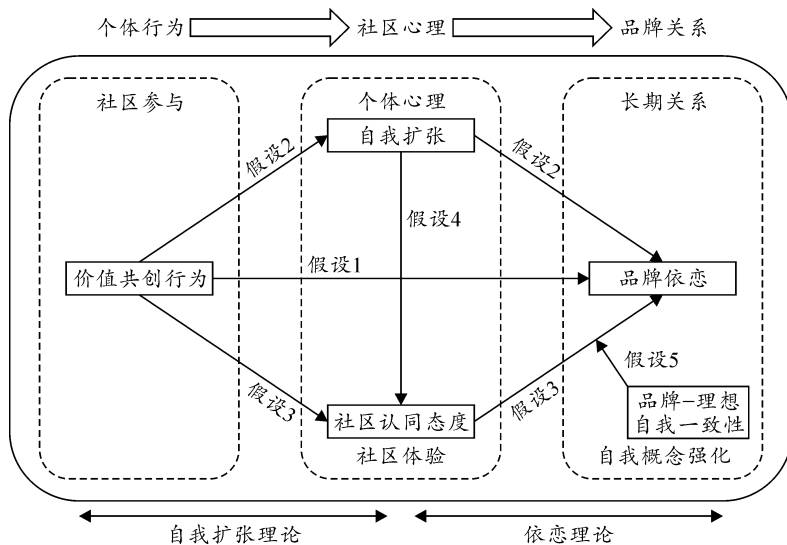 个体行为
社区心理
品牌关系
社区参与
个体心理
长期关系
自我扩张
假设2
假设2
假设4
价值共创行为
假设1
品牌依恋
假设5
假设3
假设3
社区认同态度
品牌–理想
自我一致性
社区体验
自我概念强化
自我扩张理论
依恋理论